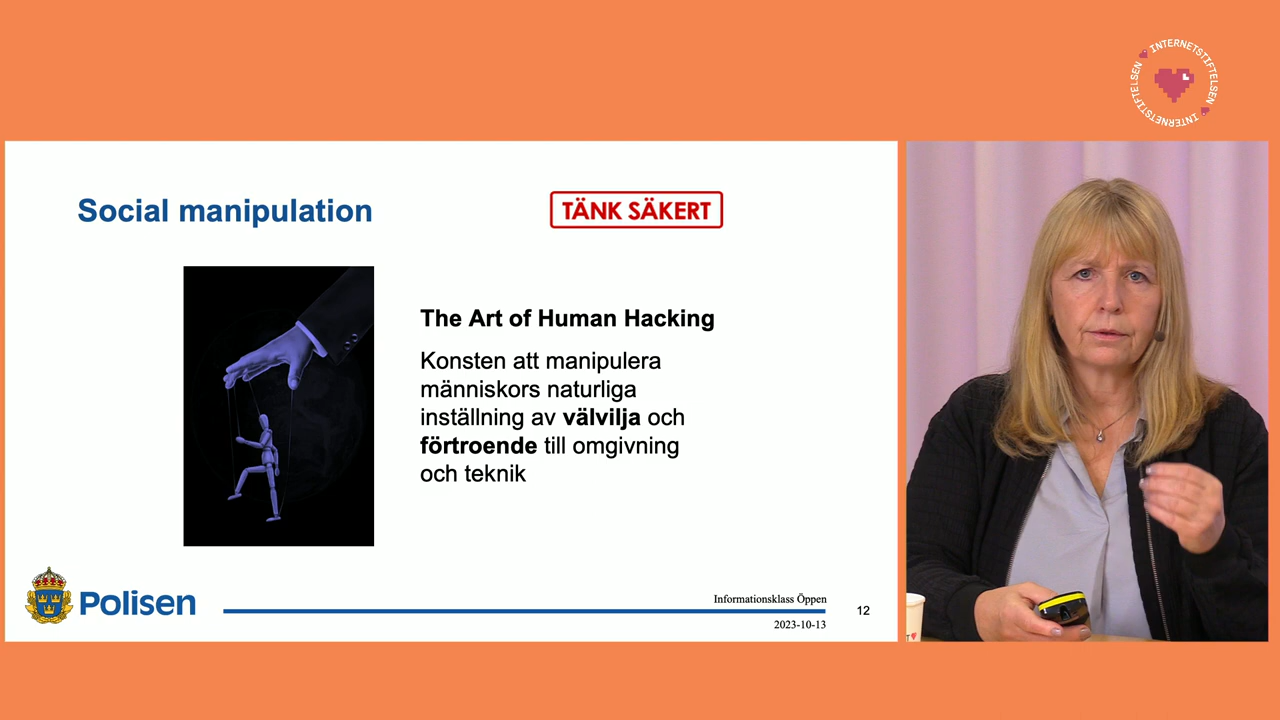 INTERNETSTIFTELSEN
INTERNETSTIFTELSEN
Social manipulation
TÄNK SÄKERT
The Art of Human Hacking
Konsten att manipulera
människors naturliga
inställning av välvilja och
förtroende till omgivning
och teknik
Polisen
Informationsklass Öppen
2023-10-13
12